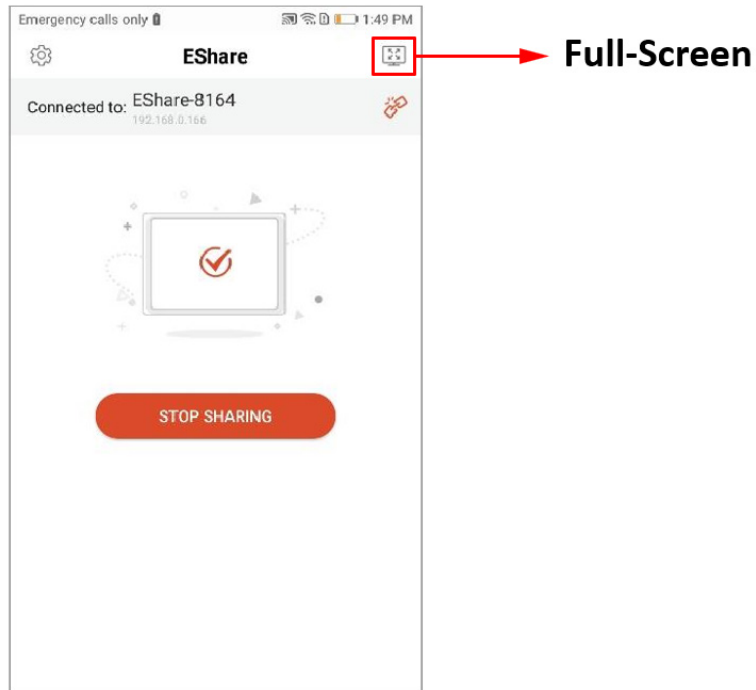 Emergency calls only 1:49 PM
EShare
Full-Screen
Connected to: EShare-8164
192.168.0.166
STOP SHARING